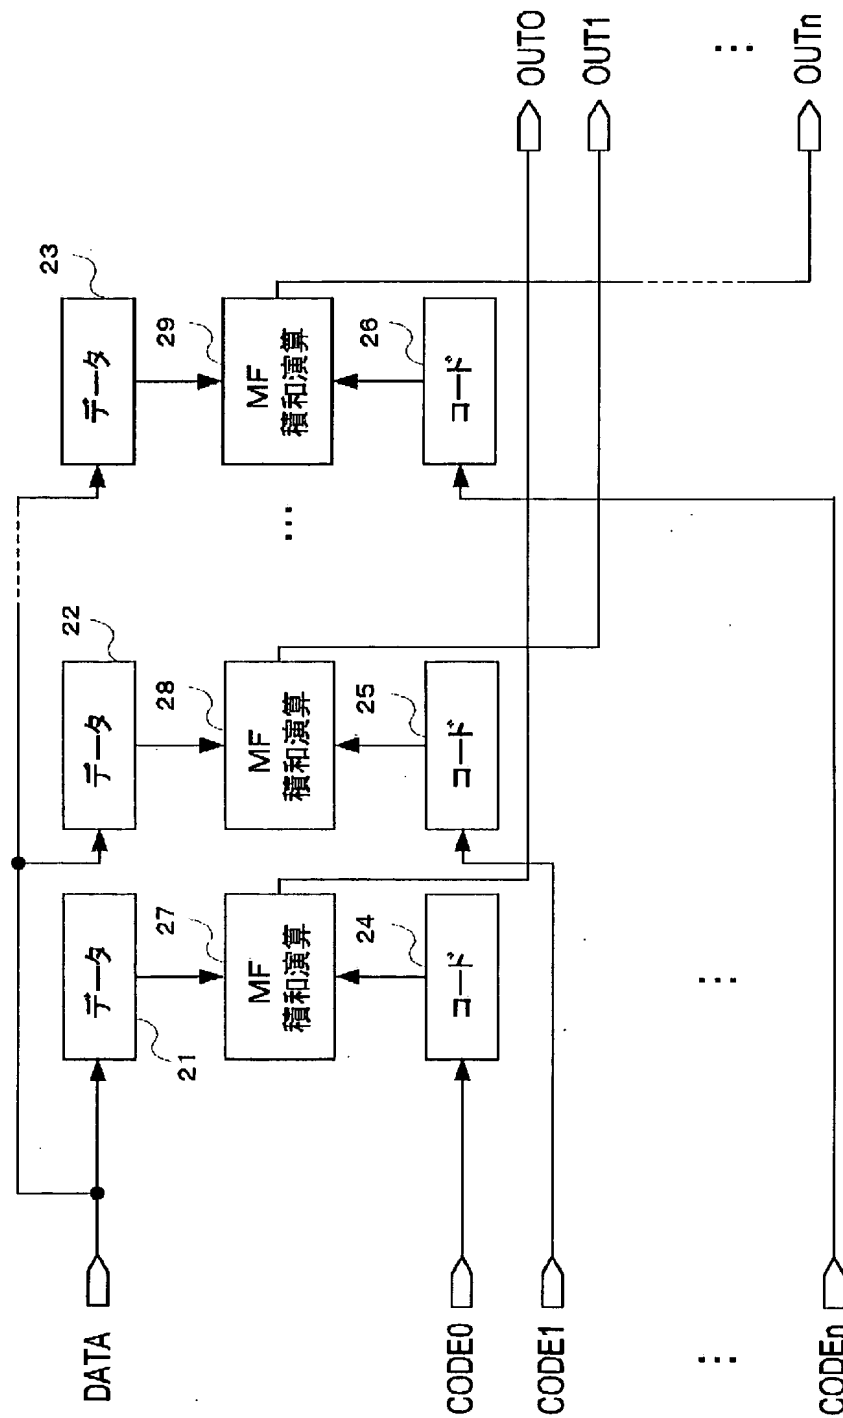 DATA
データ
21
データ
22
データ
23
MF
積和演算
27
MF
積和演算
28
…
MF
積和演算
29
コード
24
コード
25
コード
26
CODE0
CODE1
…
CODEn
…
…
OUT0
OUT1
…
OUTn